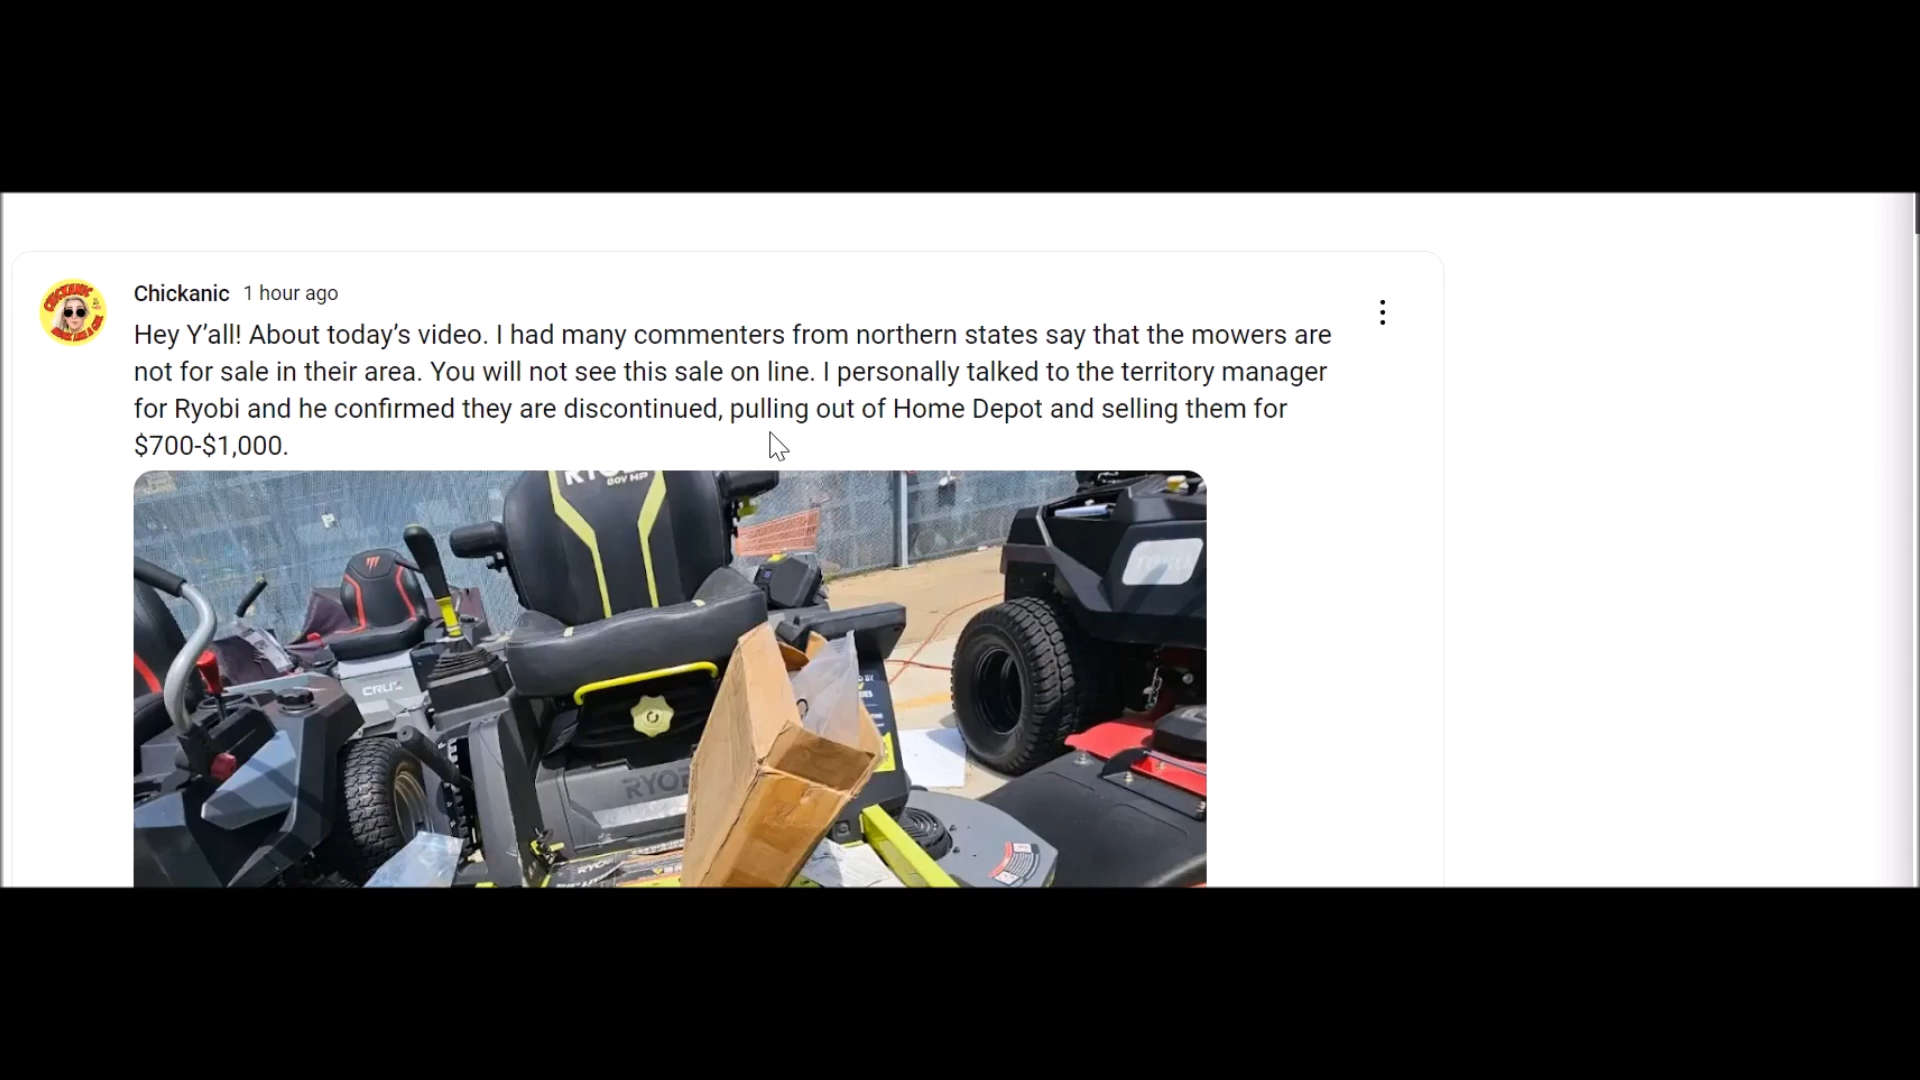 Chickanic 1 hour ago
Hey Y’all! About today’s video. I had many commenters from northern states say that the mowers are
not for sale in their area. You will not see this sale on line. I personally talked to the territory manager
for Ryobi and he confirmed they are discontinued, pulling out of Home Depot and selling them for
$700-$1,000.
80V HP